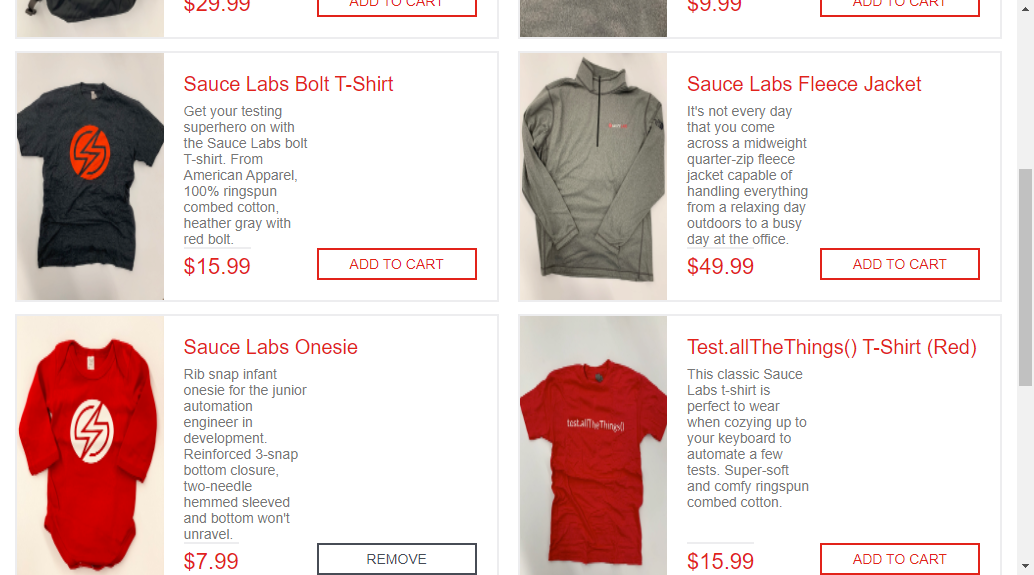 $29.99
ADD TO CART
$9.99
ADD TO CART
Sauce Labs Bolt T-Shirt
Get your testing
superhero on with
the Sauce Labs bolt
T-shirt. From
American Apparel,
100% ringspun
combed cotton,
heather gray with
red bolt.
$15.99
ADD TO CART
Sauce Labs Fleece Jacket
It's not every day
that you come
across a midweight
quarter-zip fleece
jacket capable of
handling everything
from a relaxing day
outdoors to a busy
day at the office.
$49.99
ADD TO CART
Sauce Labs Onesie
Rib snap infant
onesie for the junior
automation
engineer in
development.
Reinforced 3-snap
bottom closure,
two-needle
hemmed sleeved
and bottom won't
unravel.
$7.99
REMOVE
test.allTheThings()
Test.allTheThings() T-Shirt (Red)
This classic Sauce
Labs t-shirt is
perfect to wear
when cozying up to
your keyboard to
automate a few
tests. Super-soft
and comfy ringspun
combed cotton.
$15.99
ADD TO CART